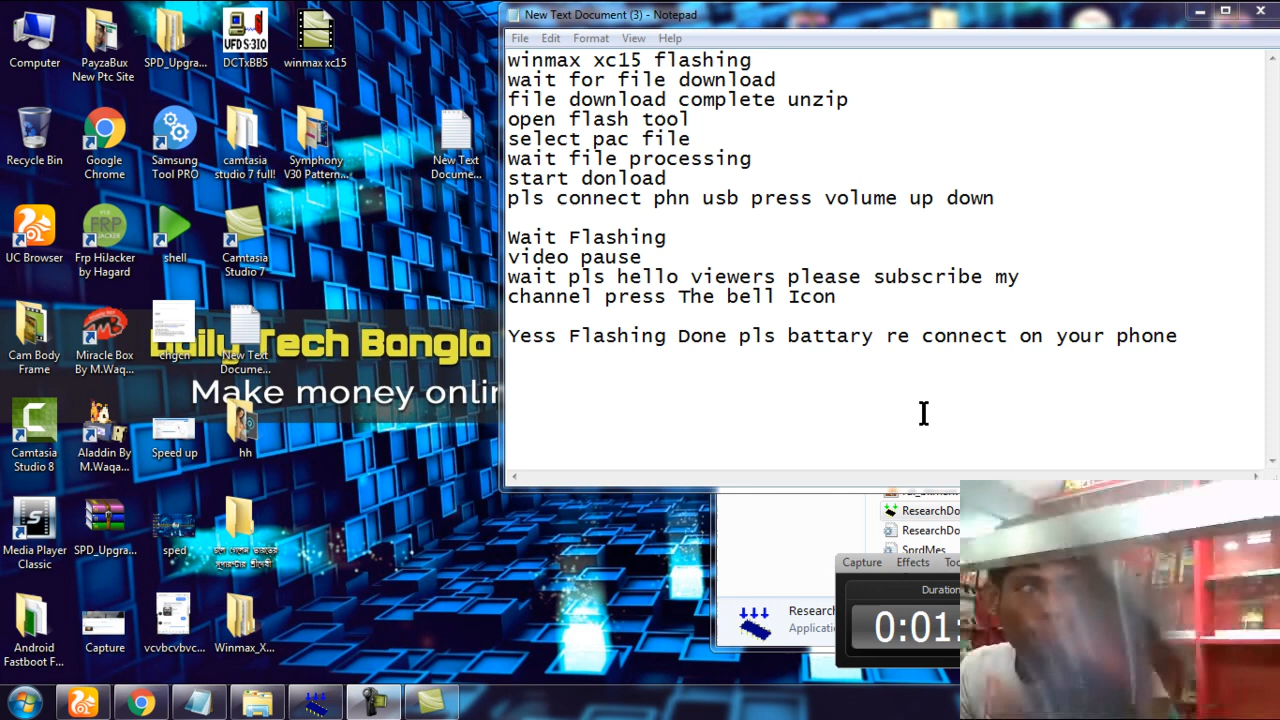 New Text Document (3) - Notepad
File Edit Format View Help
winmax xc15 flashing
wait for file download
file download complete unzip
open flash tool
select pac file
wait file processing
start donload
pls connect phn usb press volume up down
Wait Flashing
video pause
wait pls hello viewers please subscribe my
channel press The bell Icon
Yess Flashing Done pls battary re connect on your phone
Computer
PayzaBux
New Ptc Site
SPD_Upgra...
UFD S-310
DCTxBB5
winmax xc15
Recycle Bin
Google
Chrome
Samsung
Tool PRO
camtasia
studio 7 full!
Symphony
V30 Pattern...
New Text
Docume...
UC Browser
FRP
Frp HiJacker
by Hagard
shell
Camtasia
Studio 7
Cam Body
Frame
Miracle Box
By M.Waq...
chgcn
New Text
Docume...
Daily Tech Bangla
Make money onlin
Camtasia
Studio 8
Aladdin By
M.Waqa...
Speed up
hh
Media Player
Classic
SPD_Upgra...
sped
Android
Fastboot F...
Capture
vcvbcvbvc...
Winmax_X...
ResearchDo
ResearchDo
SprdMes
Capture Effects Too
Duration
0:01:
Research
Applicatio